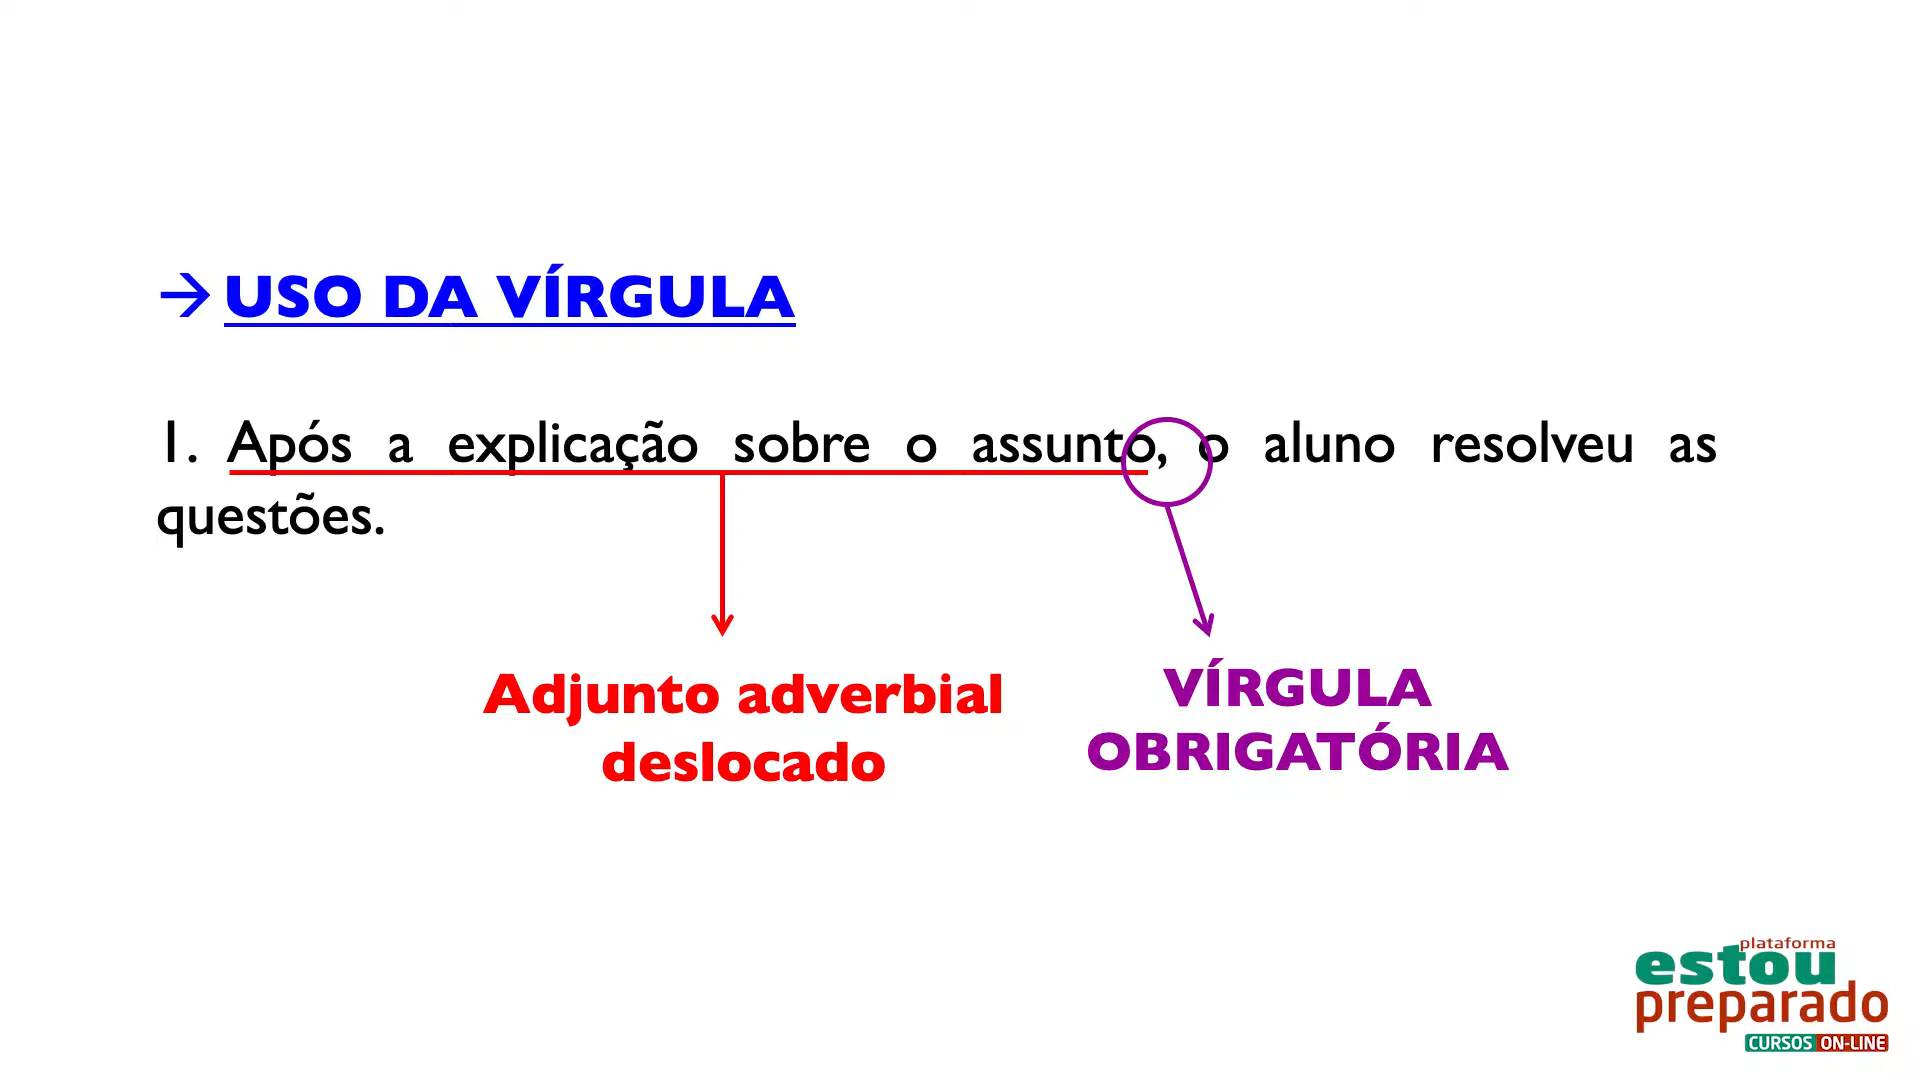 → USO DA VÍRGULA
1. Após a explicação sobre o assunto, o aluno resolveu as
questões.
Adjunto adverbial
deslocado
VÍRGULA
OBRIGATÓRIA
plataforma
estou
preparado
CURSOS ON-LINE